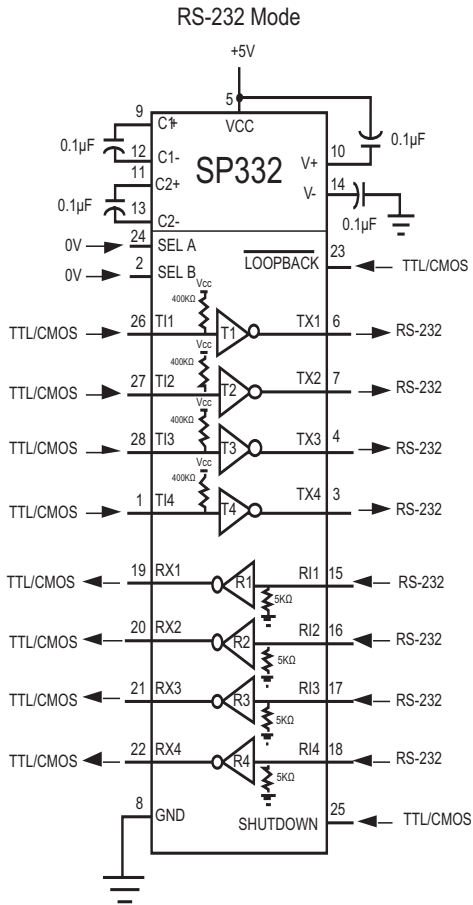 RS-232 Mode
+5V
5
VCC
9 C1+
0.1µF
12 C1-
11 C2+
0.1µF
13 C2-
SP332
V+ 10
0.1µF
V- 14
0.1µF
0V 24 SEL A
0V 2 SEL B
LOOPBACK 23 TTL/CMOS
Vcc
400KΩ
TTL/CMOS 26 TI1 T1 TX1 6 RS-232
Vcc
400KΩ
TTL/CMOS 27 TI2 T2 TX2 7 RS-232
Vcc
400KΩ
TTL/CMOS 28 TI3 T3 TX3 4 RS-232
Vcc
400KΩ
TTL/CMOS 1 TI4 T4 TX4 3 RS-232
TTL/CMOS 19 RX1 R1 RI1 15 RS-232
5KΩ
TTL/CMOS 20 RX2 R2 RI2 16 RS-232
5KΩ
TTL/CMOS 21 RX3 R3 RI3 17 RS-232
5KΩ
TTL/CMOS 22 RX4 R4 RI4 18 RS-232
5KΩ
8 GND
SHUTDOWN 25 TTL/CMOS